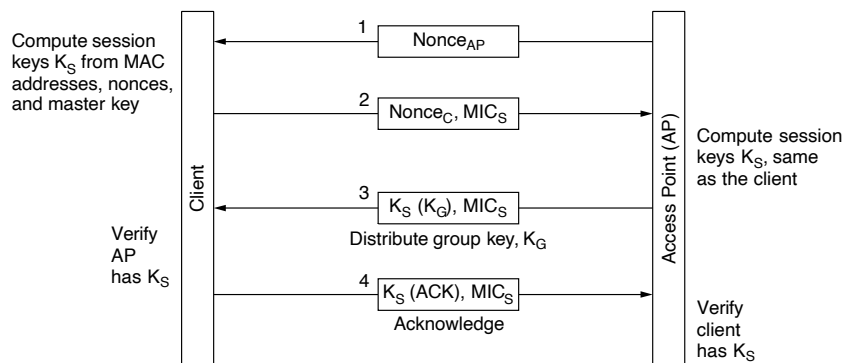 1
Nonce_AP
Compute session
keys K_S from MAC
addresses, nonces,
and master key
2
Nonce_C, MIC_S
Compute session
keys K_S, same
as the client
Client
Access Point (AP)
3
K_S (K_G), MIC_S
Distribute group key, K_G
Verify
AP
has K_S
4
K_S (ACK), MIC_S
Acknowledge
Verify
client
has K_S